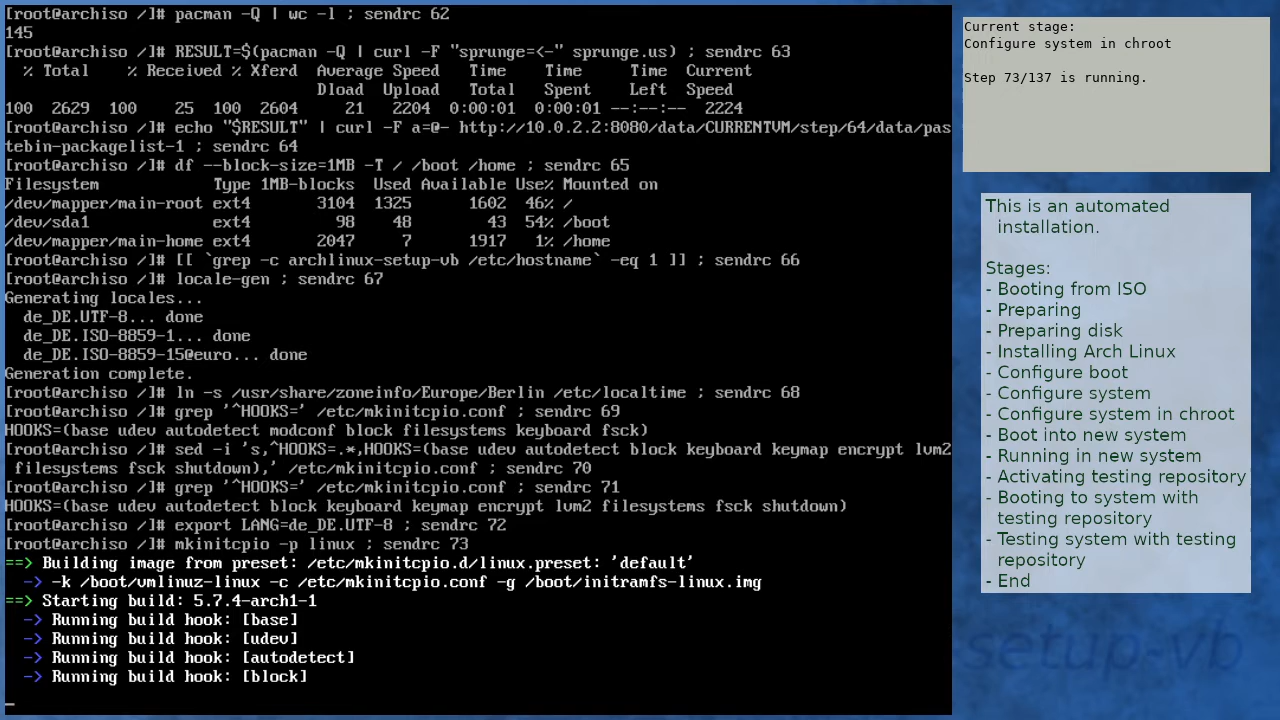 [root@archiso /]# pacman -Q | wc -l ; sendrc 62
145
[root@archiso /]# RESULT=$(pacman -Q | curl -F "sprunge=<-" sprunge.us) ; sendrc 63
  % Total    % Received % Xferd  Average Speed   Time    Time     Time  Current
                                 Dload  Upload   Total   Spent    Left  Speed
100  2629  100    25  100  2604     21   2204  0:00:01  0:00:01 --:--:--  2224
[root@archiso /]# echo "$RESULT" | curl -F a=@- http://10.0.2.2:8080/data/CURRENTVM/step/64/data/pas
tebin-packagelist-1 ; sendrc 64
[root@archiso /]# df --block-size=1MB -T / /boot /home ; sendrc 65
Filesystem            Type 1MB-blocks  Used Available Use% Mounted on
/dev/mapper/main-root ext4       3104  1325      1602  46% /
/dev/sda1             ext4         98    48        43  54% /boot
/dev/mapper/main-home ext4       2047     7      1917   1% /home
[root@archiso /]# [[ `grep -c archlinux-setup-vb /etc/hostname` -eq 1 ]] ; sendrc 66
[root@archiso /]# locale-gen ; sendrc 67
Generating locales...
  de_DE.UTF-8... done
  de_DE.ISO-8859-1... done
  de_DE.ISO-8859-15@euro... done
Generation complete.
[root@archiso /]# ln -s /usr/share/zoneinfo/Europe/Berlin /etc/localtime ; sendrc 68
[root@archiso /]# grep '^HOOKS=' /etc/mkinitcpio.conf ; sendrc 69
HOOKS=(base udev autodetect modconf block filesystems keyboard fsck)
[root@archiso /]# sed -i 's,^HOOKS=.*,HOOKS=(base udev autodetect block keyboard keymap encrypt lvm2
 filesystems fsck shutdown),' /etc/mkinitcpio.conf ; sendrc 70
[root@archiso /]# grep '^HOOKS=' /etc/mkinitcpio.conf ; sendrc 71
HOOKS=(base udev autodetect block keyboard keymap encrypt lvm2 filesystems fsck shutdown)
[root@archiso /]# export LANG=de_DE.UTF-8 ; sendrc 72
[root@archiso /]# mkinitcpio -p linux ; sendrc 73
==> Building image from preset: /etc/mkinitcpio.d/linux.preset: 'default'
  -> -k /boot/vmlinuz-linux -c /etc/mkinitcpio.conf -g /boot/initramfs-linux.img
==> Starting build: 5.7.4-arch1-1
  -> Running build hook: [base]
  -> Running build hook: [udev]
  -> Running build hook: [autodetect]
  -> Running build hook: [block]
_
Current stage:
Configure system in chroot
Step 73/137 is running.
This is an automated
installation.
Stages:
- Booting from ISO
- Preparing
- Preparing disk
- Installing Arch Linux
- Configure boot
- Configure system
- Configure system in chroot
- Boot into new system
- Running in new system
- Activating testing repository
- Booting to system with
testing repository
- Testing system with testing
repository
- End
setup-vb